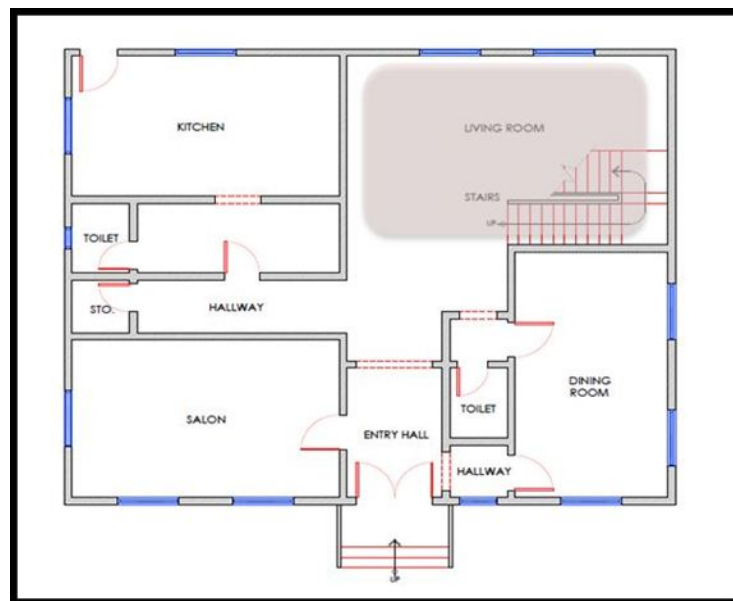 KITCHEN
LIVING ROOM
STAIRS
UP
TOILET
STO.
HALLWAY
SALON
ENTRY HALL
TOILET
DINING
ROOM
HALLWAY
UP